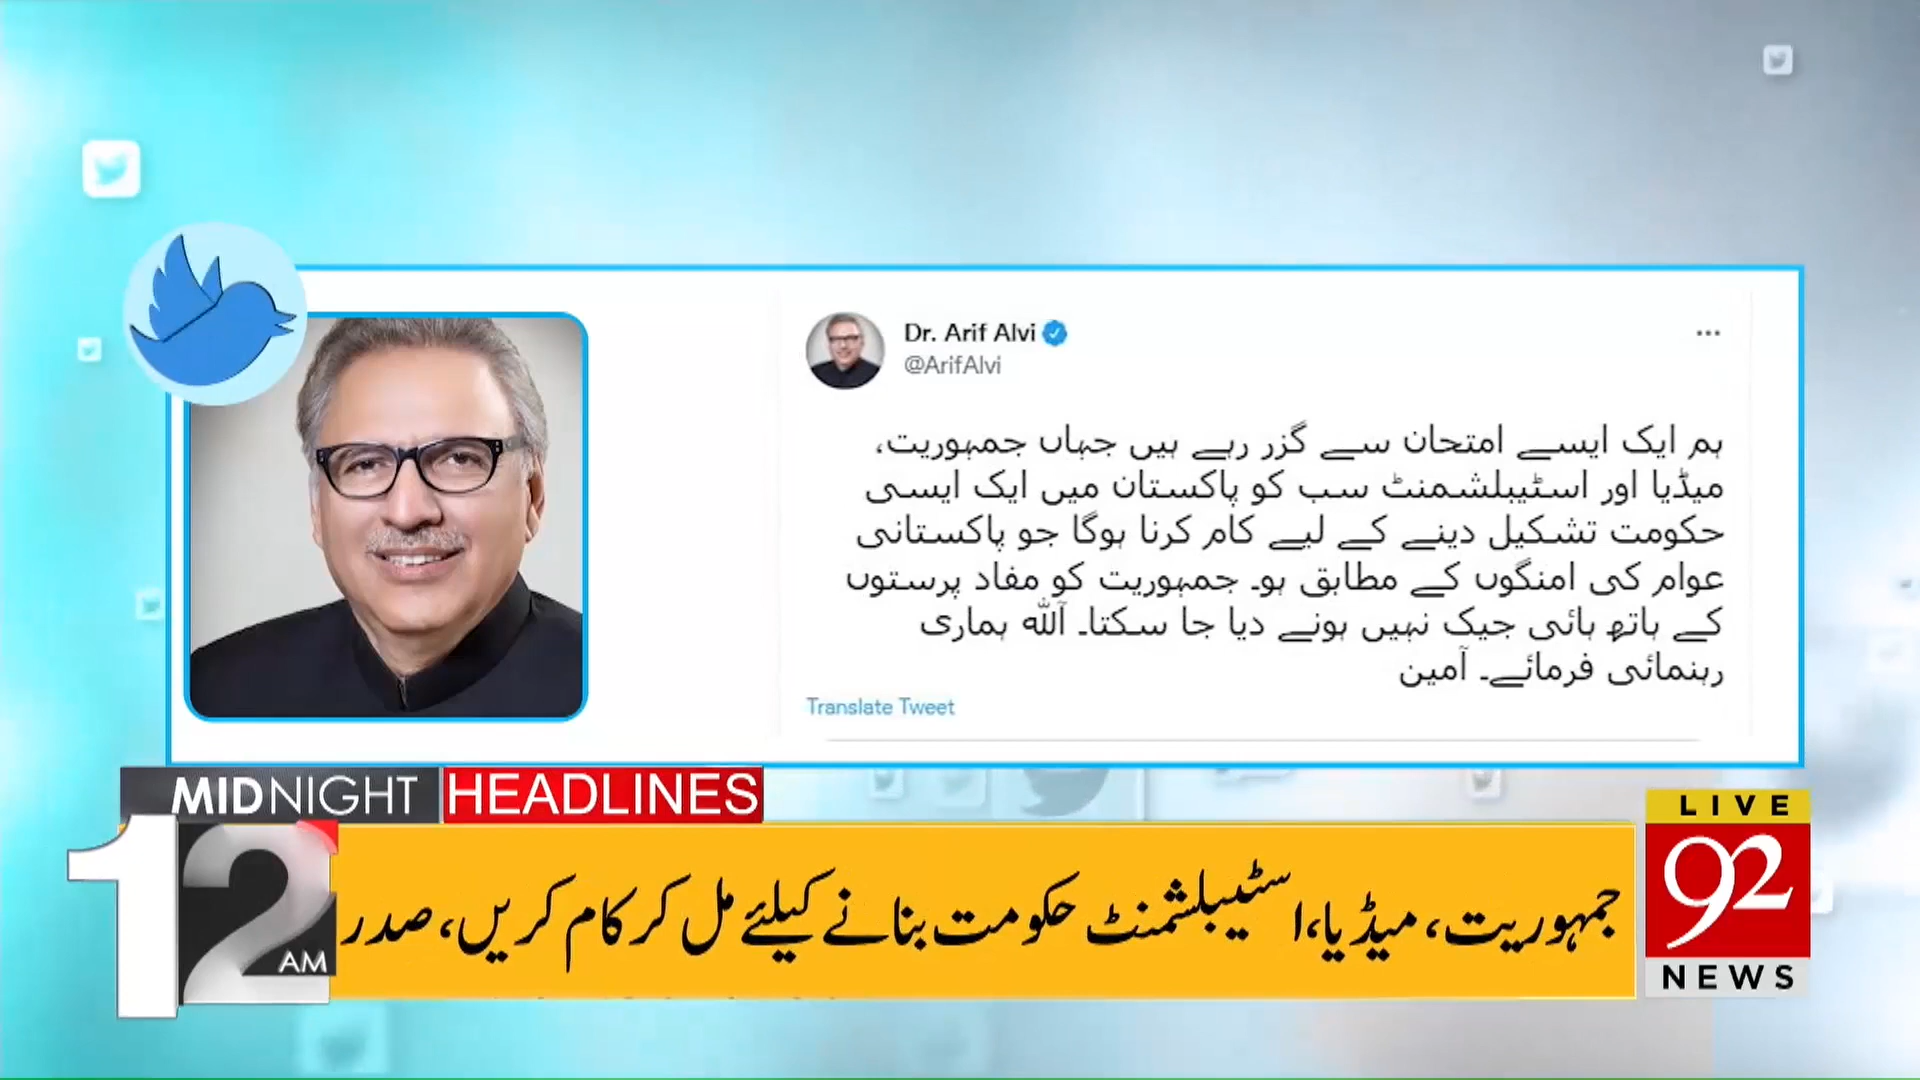 Dr. Arif Alvi
@ArifAlvi
ہم ایک ایسے امتحان سے گزر رہے ہیں جہاں جمہوریت،
میڈیا اور اسٹیبلشمنٹ سب کو پاکستان میں ایک ایسی
حکومت تشکیل دینے کے لیے کام کرنا ہوگا جو پاکستانی
عوام کی امنگوں کے مطابق ہو۔ جمہوریت کو مفاد پرستوں
کے ہاتھ ہائی جیک نہیں ہونے دیا جا سکتا۔ اللّٰه ہماری
رہنمائی فرمائے۔ آمین
Translate Tweet
MIDNIGHT HEADLINES
12 AM
جمہوریت، میڈیا،اسٹیبلشمنٹ حکومت بنانے کیلئے مل کر کام کریں، صدر
LIVE
92
NEWS